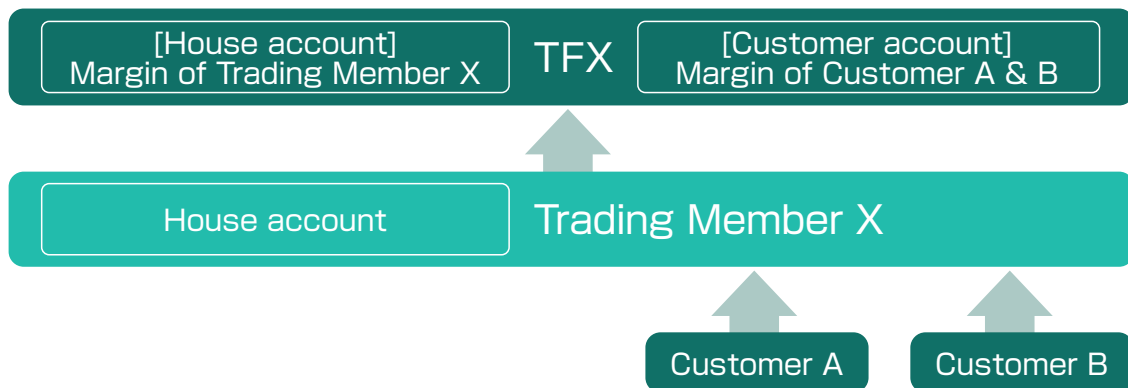 [House account]
Margin of Trading Member X
TFX
[Customer account]
Margin of Customer A & B
House account
Trading Member X
Customer A
Customer B